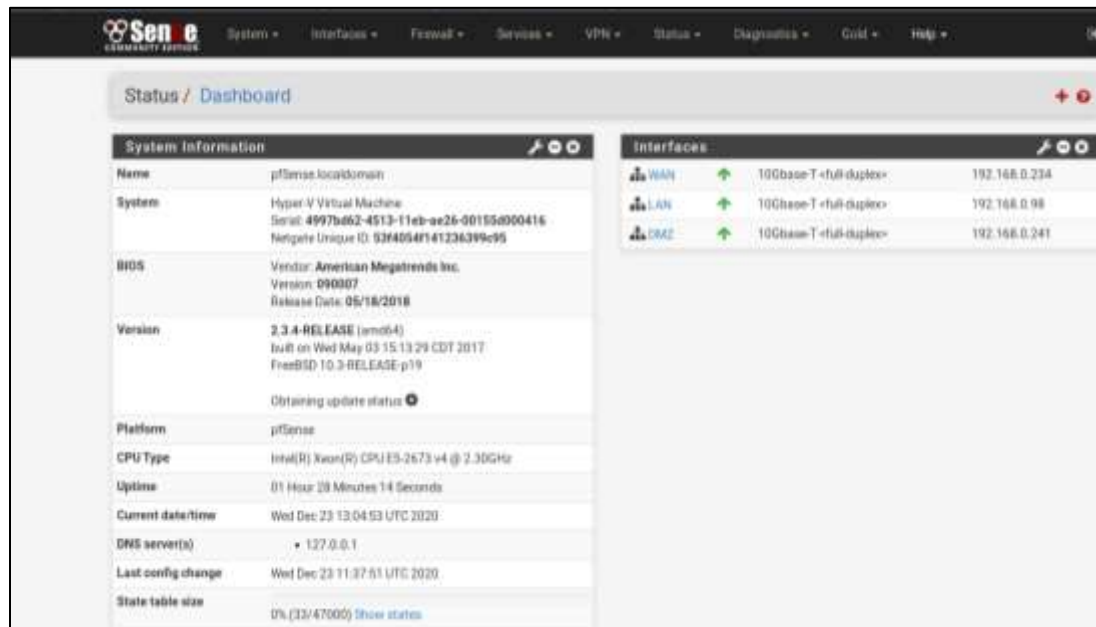 Sense
COMMUNITY EDITION
System
Interfaces
Firewall
Services
VPN
Status
Diagnostics
Gold
Help
Status / Dashboard
System Information
Name pfSense.localdomain
System Hyper-V Virtual Machine
Serial: 4997bd62-4513-11eb-ae26-00155d000416
Netgate Unique ID: 53f4054f141236399c95
BIOS Vendor: American Megatrends Inc.
Version: 090007
Release Date: 05/18/2018
Version 2.3.4-RELEASE (amd64)
built on Wed May 03 15:13:29 CDT 2017
FreeBSD 10.3-RELEASE-p19
Obtaining update status
Platform pfSense
CPU Type Intel(R) Xeon(R) CPU E5-2673 v4 @ 2.30GHz
Uptime 01 Hour 28 Minutes 14 Seconds
Current date/time Wed Dec 23 13:04:53 UTC 2020
DNS server(s) • 127.0.0.1
Last config change Wed Dec 23 11:37:51 UTC 2020
State table size
0% (33/47000) Show states
Interfaces
WAN 10Gbase-T <full-duplex> 192.168.0.234
LAN 10Gbase-T <full-duplex> 192.168.0.98
DMZ 10Gbase-T <full-duplex> 192.168.0.241